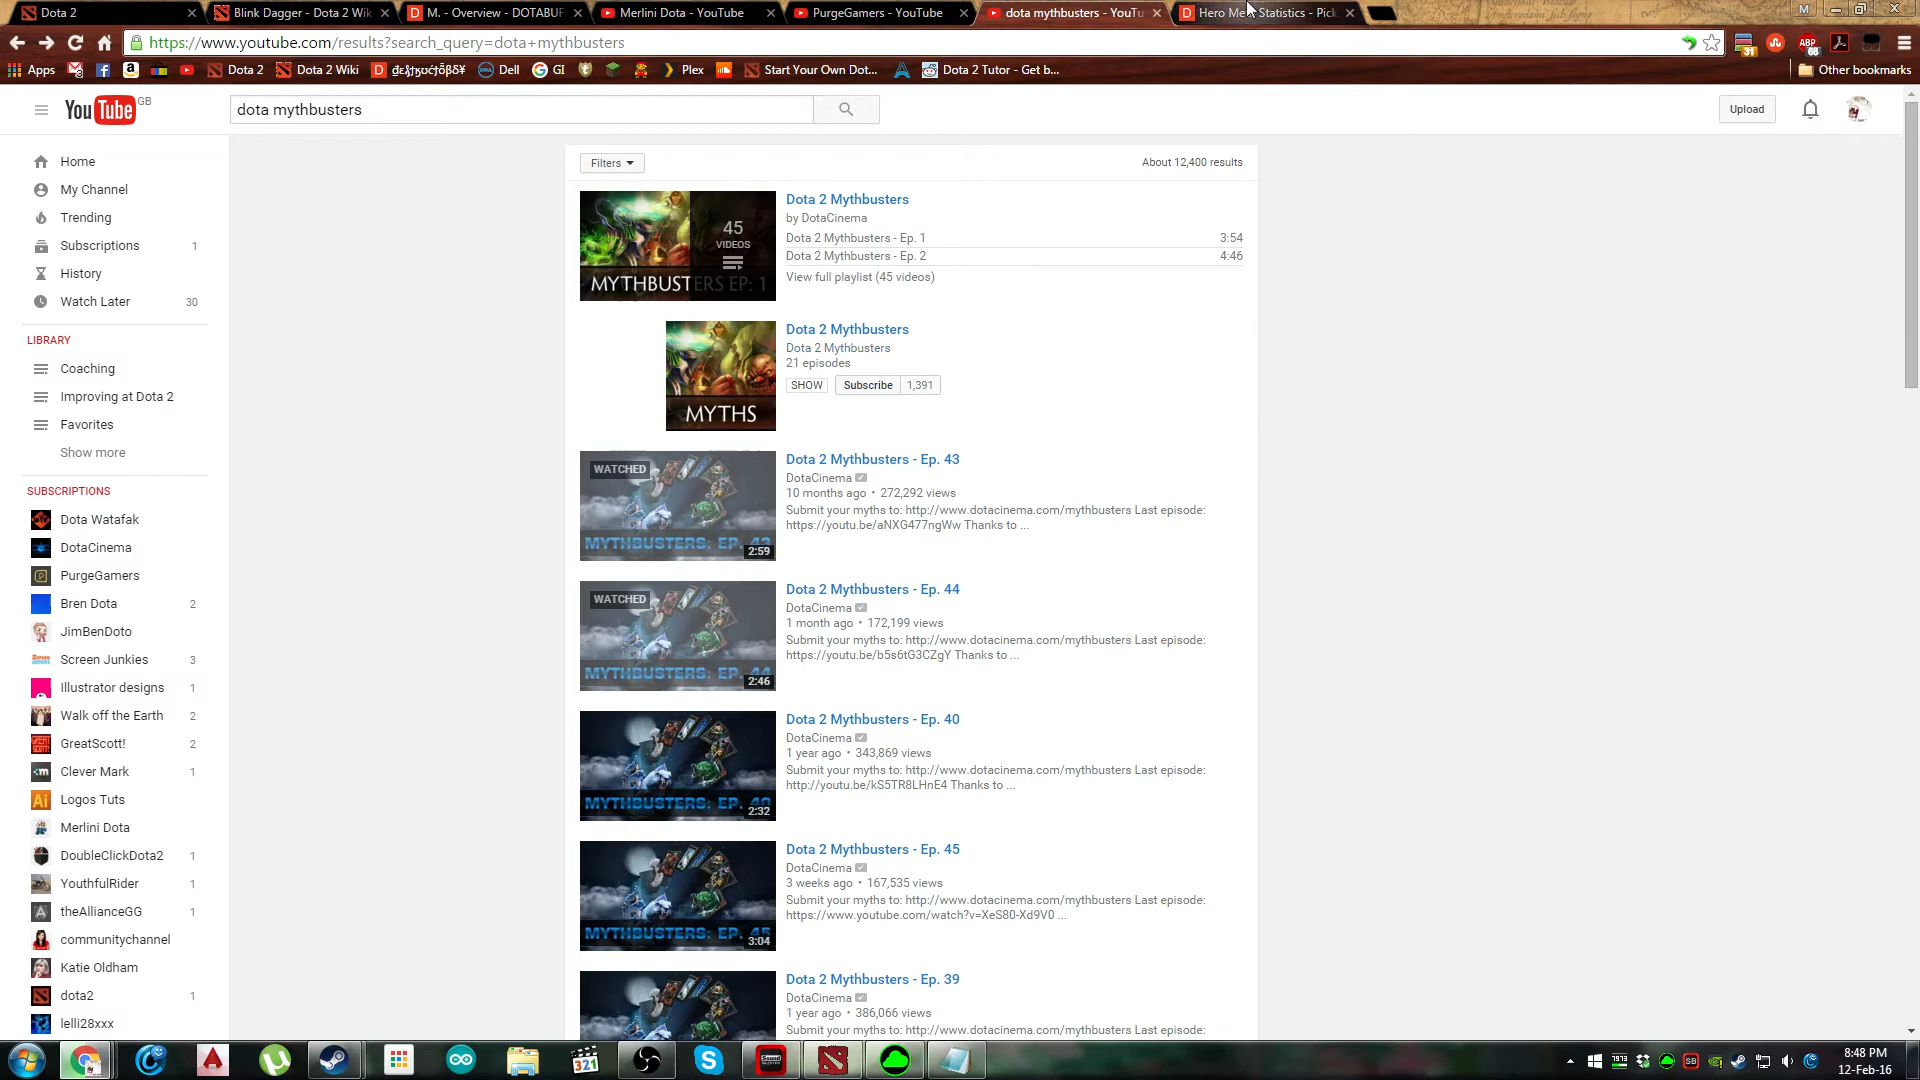 Dota 2
Blink Dagger - Dota 2 Wik
M. - Overview - DOTABUF
Merlini Dota - YouTube
PurgeGamers - YouTube
dota mythbusters - YouTu
Hero Me Statistics - Pick
https://www.youtube.com/results?search_query=dota+mythbusters
Apps
Dota 2
Dota 2 Wiki
Dell
GI
Plex
Start Your Own Dot...
Dota 2 Tutor - Get b...
Other bookmarks
YouTube GB
dota mythbusters
Upload
Home
My Channel
Trending
Subscriptions 1
History
Watch Later 30
LIBRARY
Coaching
Improving at Dota 2
Favorites
Show more
SUBSCRIPTIONS
Dota Watafak
DotaCinema
PurgeGamers
Bren Dota 2
JimBenDoto
Screen Junkies 3
Illustrator designs 1
Walk off the Earth 2
GreatScott! 2
Clever Mark 1
Logos Tuts
Merlini Dota
DoubleClickDota2 1
YouthfulRider 1
theAllianceGG 1
communitychannel
Katie Oldham
dota2 1
lelli28xxx
Filters
About 12,400 results
45
VIDEOS
MYTHBUSTERS EP: 1
Dota 2 Mythbusters
by DotaCinema
Dota 2 Mythbusters - Ep. 1 3:54
Dota 2 Mythbusters - Ep. 2 4:46
View full playlist (45 videos)
MYTHS
Dota 2 Mythbusters
Dota 2 Mythbusters
21 episodes
SHOW Subscribe 1,391
WATCHED
MYTHBUSTERS: EP. 43
2:59
Dota 2 Mythbusters - Ep. 43
DotaCinema
10 months ago • 272,292 views
Submit your myths to: http://www.dotacinema.com/mythbusters Last episode:
https://youtu.be/aNXG477ngWw Thanks to ...
WATCHED
MYTHBUSTERS: EP. 44
2:46
Dota 2 Mythbusters - Ep. 44
DotaCinema
1 month ago • 172,199 views
Submit your myths to: http://www.dotacinema.com/mythbusters Last episode:
https://youtu.be/b5s6tG3CZgY Thanks to ...
MYTHBUSTERS: EP. 40
2:32
Dota 2 Mythbusters - Ep. 40
DotaCinema
1 year ago • 343,869 views
Submit your myths to: http://www.dotacinema.com/mythbusters Last episode:
http://youtu.be/kS5TR8LHnE4 Thanks to ...
MYTHBUSTERS: EP. 45
3:04
Dota 2 Mythbusters - Ep. 45
DotaCinema
3 weeks ago • 167,535 views
Submit your myths to: http://www.dotacinema.com/mythbusters Last episode:
https://www.youtube.com/watch?v=XeS80-Xd9V0 ...
Dota 2 Mythbusters - Ep. 39
DotaCinema
1 year ago • 386,066 views
Submit your myths to: http://www.dotacinema.com/mythbusters Last episode:
8:48 PM
12-Feb-16